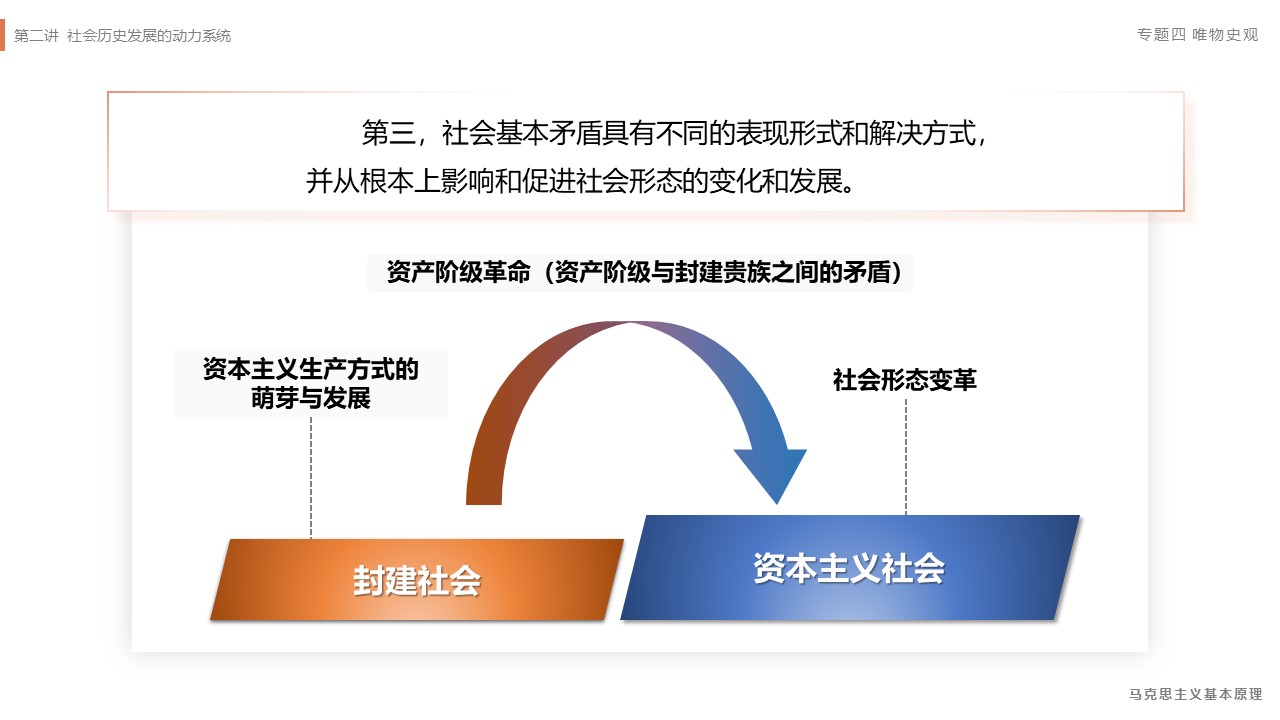 第二讲 社会历史发展的动力系统
专题四 唯物史观
第三，社会基本矛盾具有不同的表现形式和解决方式，
并从根本上影响和促进社会形态的变化和发展。
资产阶级革命（资产阶级与封建贵族之间的矛盾）
资本主义生产方式的
萌芽与发展
社会形态变革
封建社会
资本主义社会
马克思主义基本原理